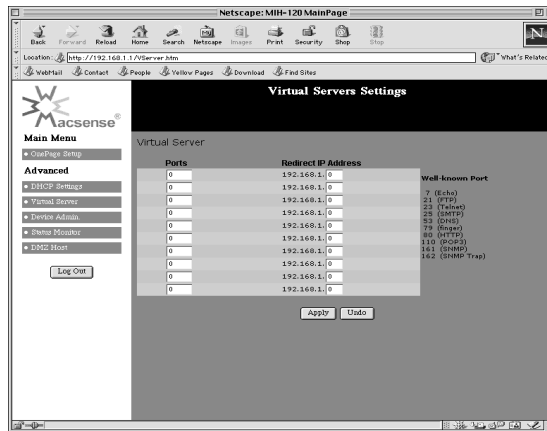 Netscape: MIH-120 MainPage
Back Forward Reload Home Search Netscape Images Print Security Shop Stop
Location: http://192.168.1.1/VServer.htm What's Related
WebMail Contact People Yellow Pages Download Find Sites
Macsense®
Main Menu
OnePage Setup
Advanced
DHCP Settings
Virtual Server
Device Admin.
Status Monitor
DMZ Host
Log Out
Virtual Servers Settings
Virtual Server
Ports Redirect IP Address
0 192.168.1. 0
0 192.168.1. 0
0 192.168.1. 0
0 192.168.1. 0
0 192.168.1. 0
0 192.168.1. 0
0 192.168.1. 0
0 192.168.1. 0
0 192.168.1. 0
0 192.168.1. 0
Well-known Port
7 (Echo)
21 (FTP)
23 (Telnet)
25 (SMTP)
53 (DNS)
79 (finger)
80 (HTTP)
110 (POP3)
161 (SNMP)
162 (SNMP Trap)
Apply Undo